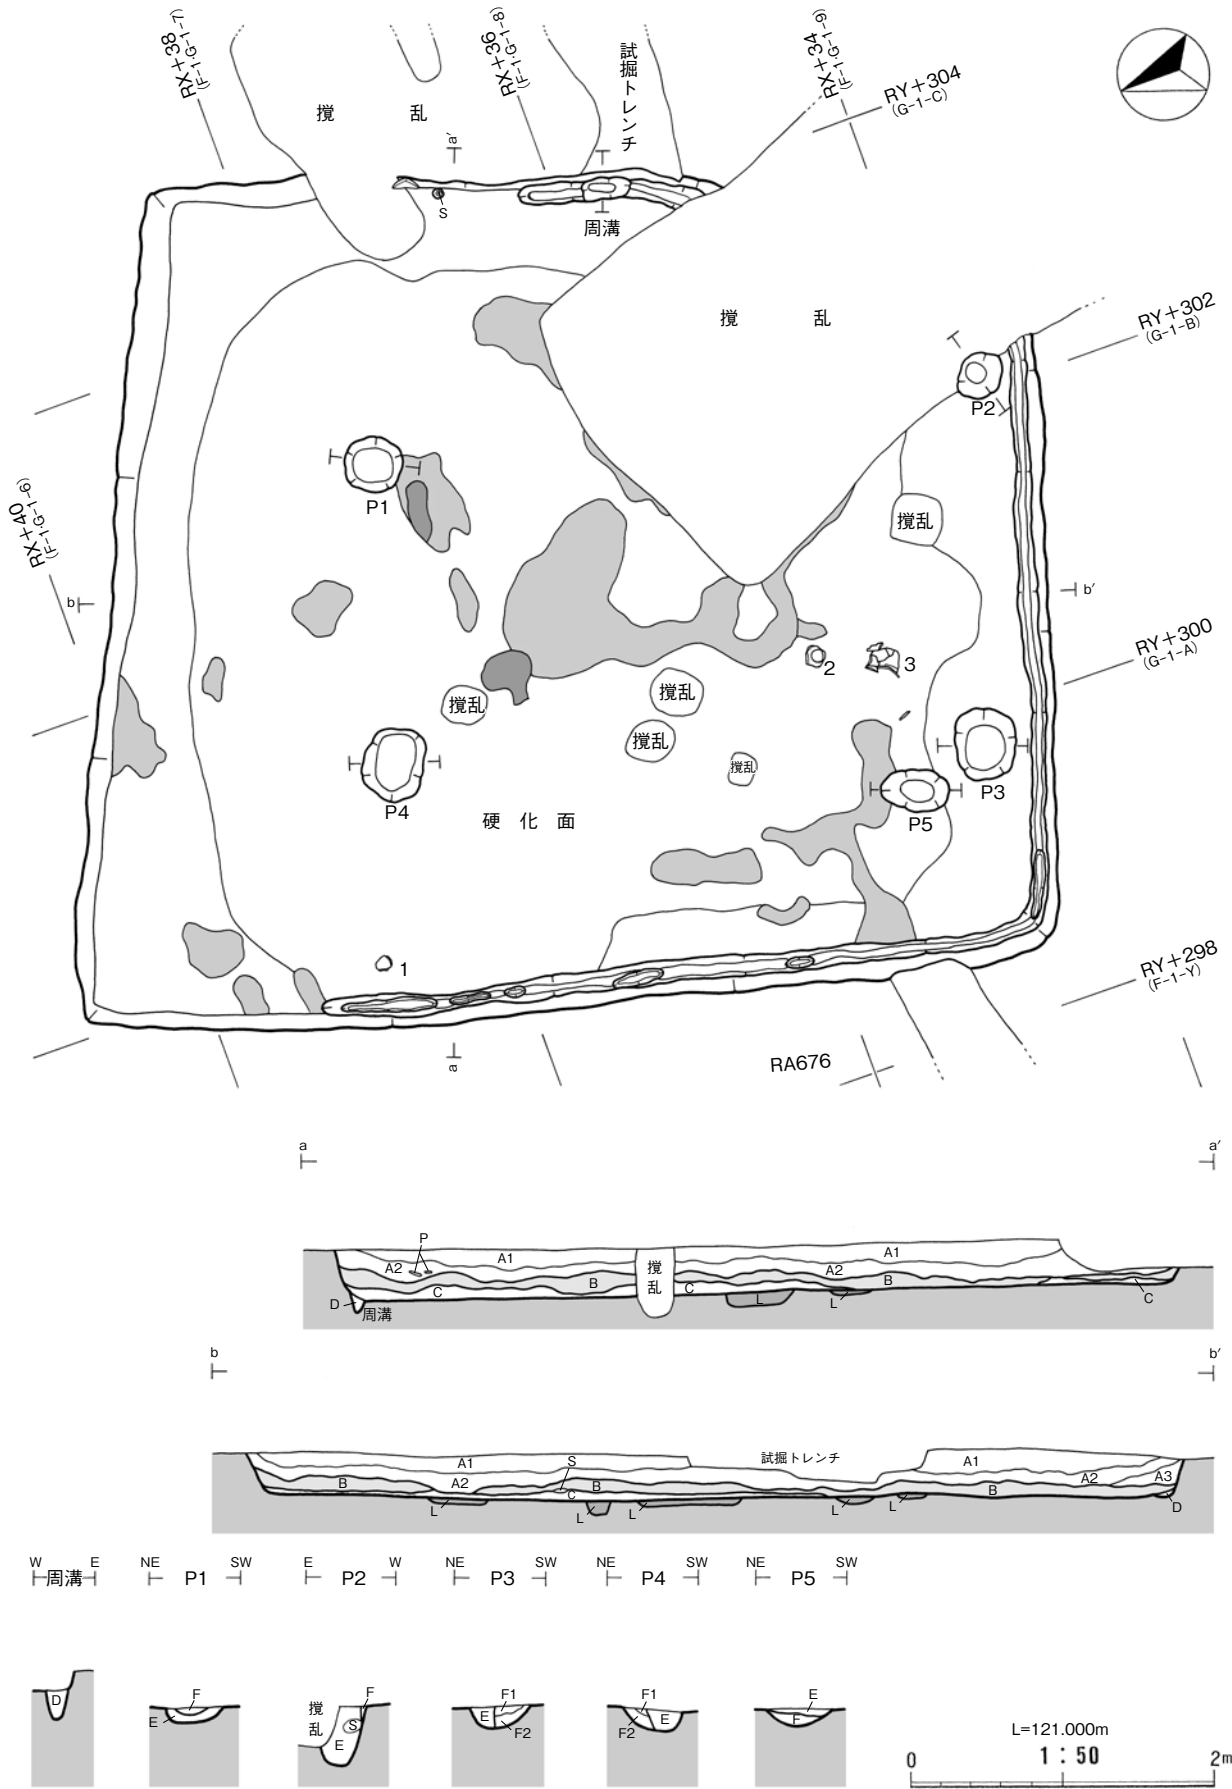 RX+38
(F-1·G-1-7)
RX+36
(F-1·G-1-8)
試掘トレンチ
RX+34
(F-1·G-1-9)
RY+304
(G-1-C)
撹 乱
a′
S
周溝
撹 乱
RY+302
(G-1-B)
P2
P1
撹乱
RX+40
(F-1·G-1-6)
b
b′
RY+300
(G-1-A)
2
3
撹乱
撹乱
撹乱
撹乱
P4
P3
P5
硬 化 面
1
RY+298
(F-1-Y)
a
RA676
a
a′
P
A1
A1
A2
撹乱
A2
B
B
C
C
D
周溝
L
L
C
b
b′
A1
S
試掘トレンチ
A1
B
A2
B
A2
A3
C
B
L
L
L
L
L
D
W E
周溝
NE SW
P1
E W
P2
NE SW
P3
NE SW
P4
NE SW
P5
D
F
E
撹乱
F
S
E
F1
E
F2
F1
E
F2
E
F
L=121.000m
1:50
0 2m